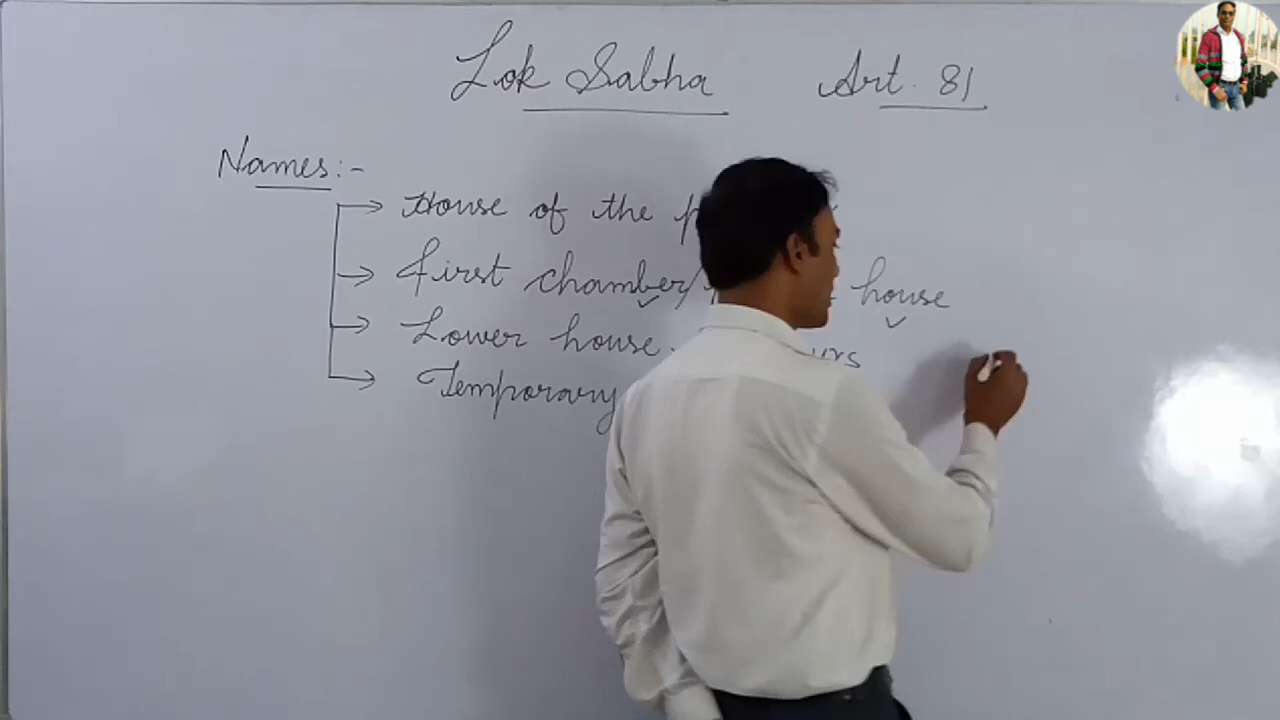 Lok Sabha Art. 81
Names:-
House of the
First chamber/ house
Lower house
Temporary